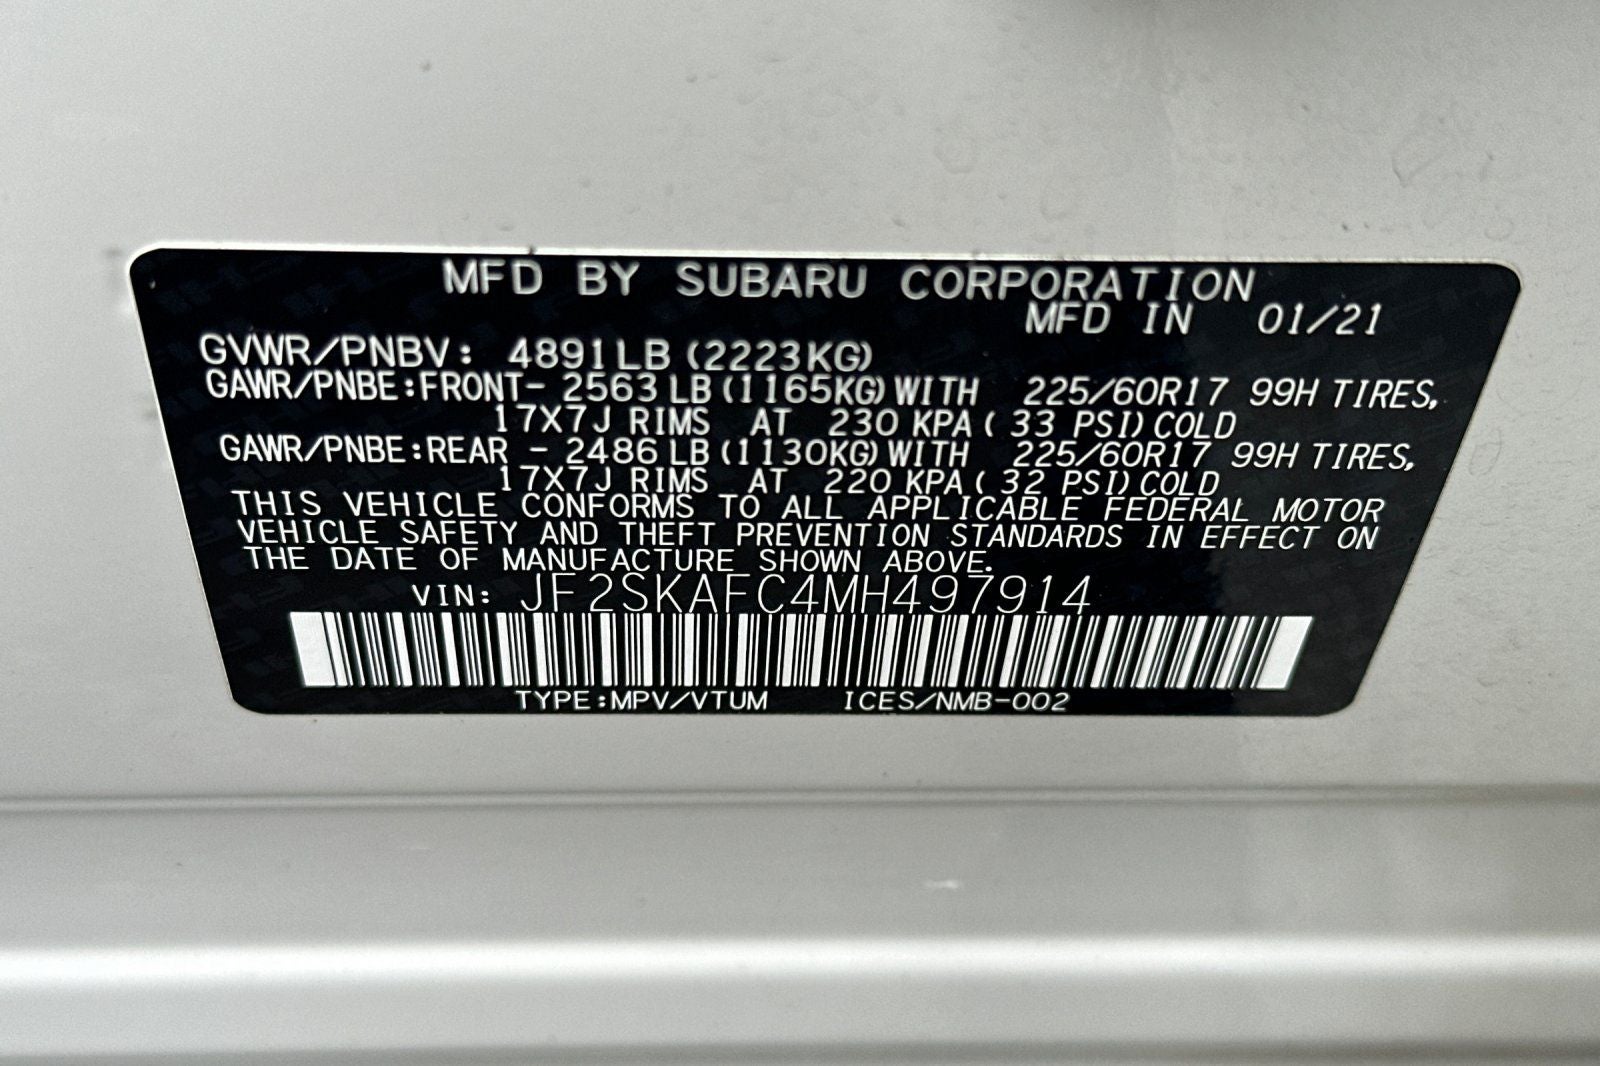 MFD BY SUBARU CORPORATION
MFD IN 01/21
GVWR/PNBV: 4891LB (2223KG)
GAWR/PNBE:FRONT- 2563 LB (1165KG) WITH 225/60R17 99H TIRES,
17X7J RIMS AT 230 KPA ( 33 PSI) COLD
GAWR/PNBE:REAR - 2486 LB (1130KG) WITH 225/60R17 99H TIRES,
17X7J RIMS AT 220 KPA ( 32 PSI) COLD
THIS VEHICLE CONFORMS TO ALL APPLICABLE FEDERAL MOTOR
VEHICLE SAFETY AND THEFT PREVENTION STANDARDS IN EFFECT ON
THE DATE OF MANUFACTURE SHOWN ABOVE.
VIN: JF2SKAFC4MH497914
TYPE:MPV/VTUM ICES/NMB-002